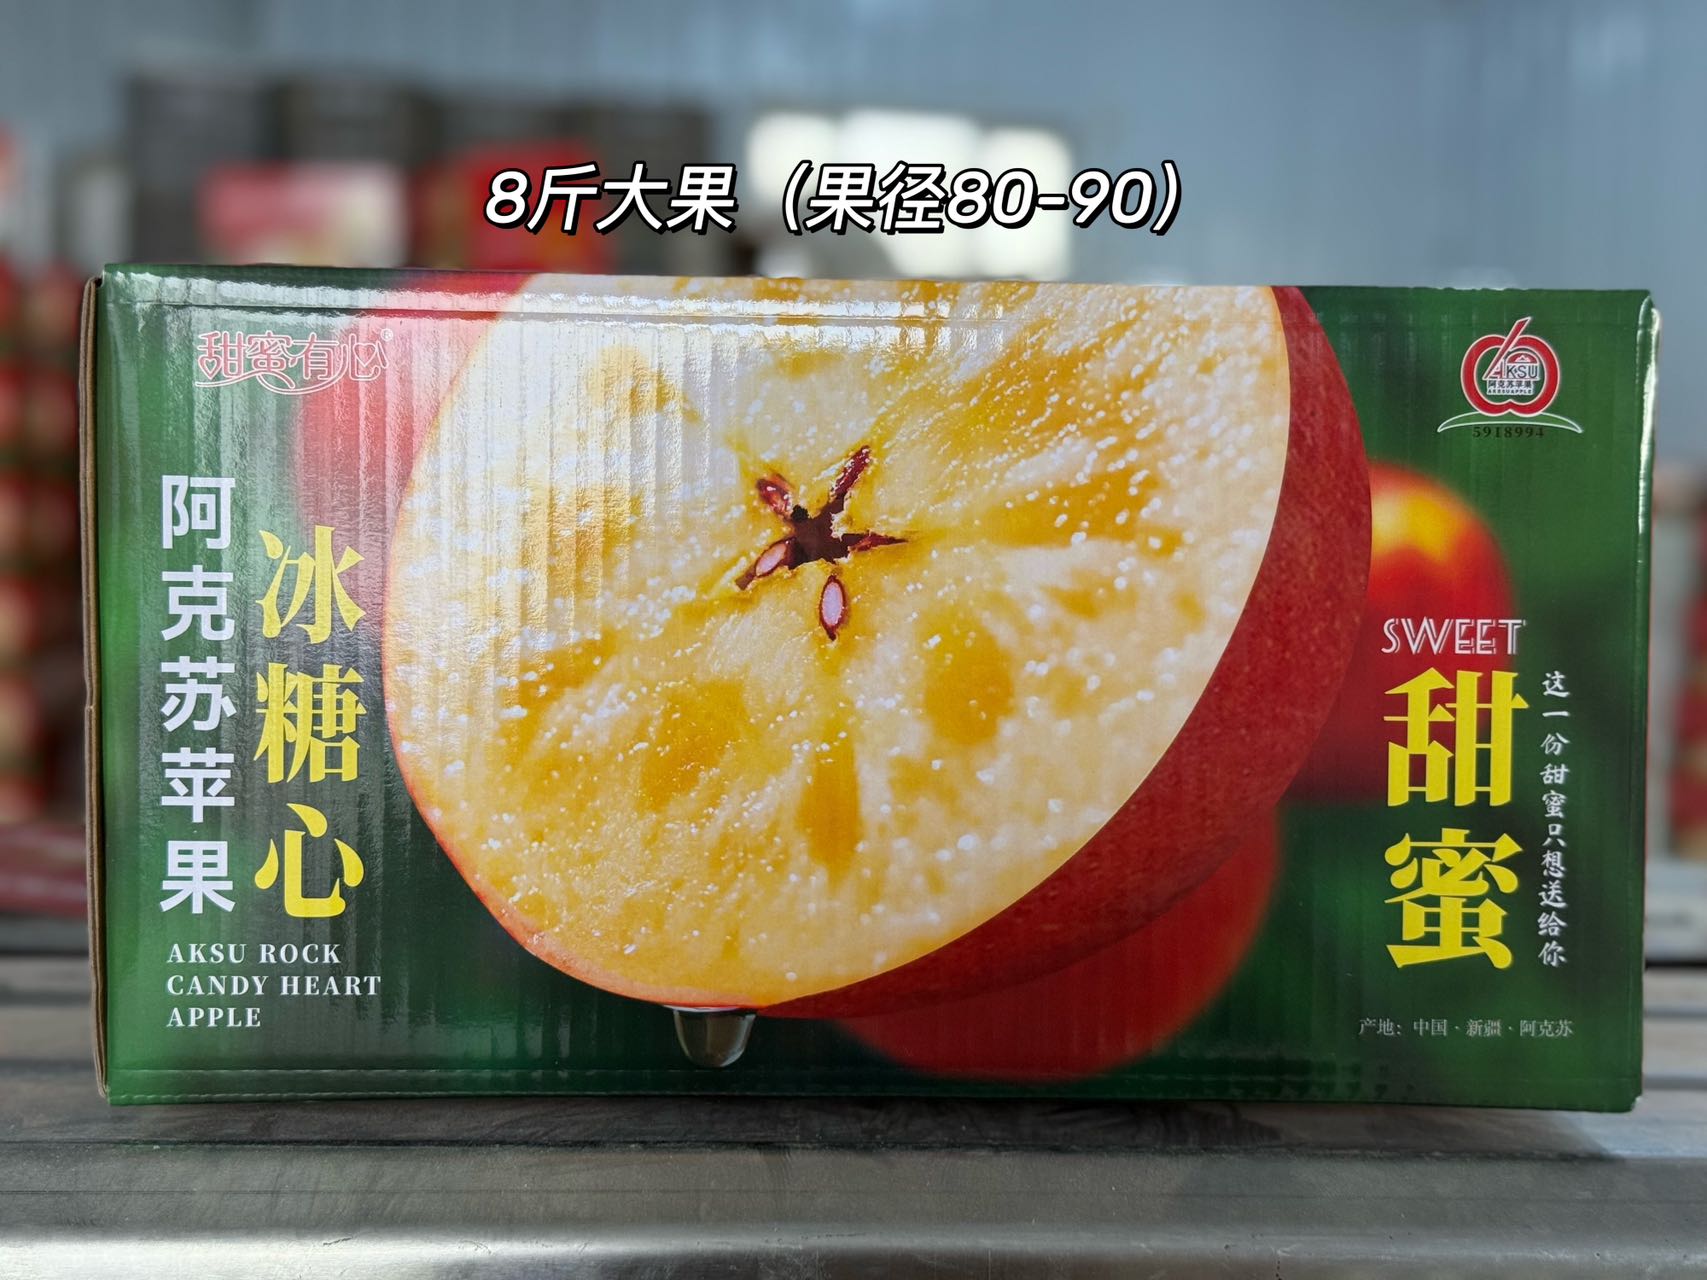 8斤大果（果径80-90）
甜蜜有心®
AKSU
阿克苏苹果
AKSU APPLE
5918994
阿克苏苹果
冰糖心
AKSU ROCK
CANDY HEART
APPLE
SWEET
甜蜜
这一份甜蜜只想送给你
产地：中国·新疆·阿克苏